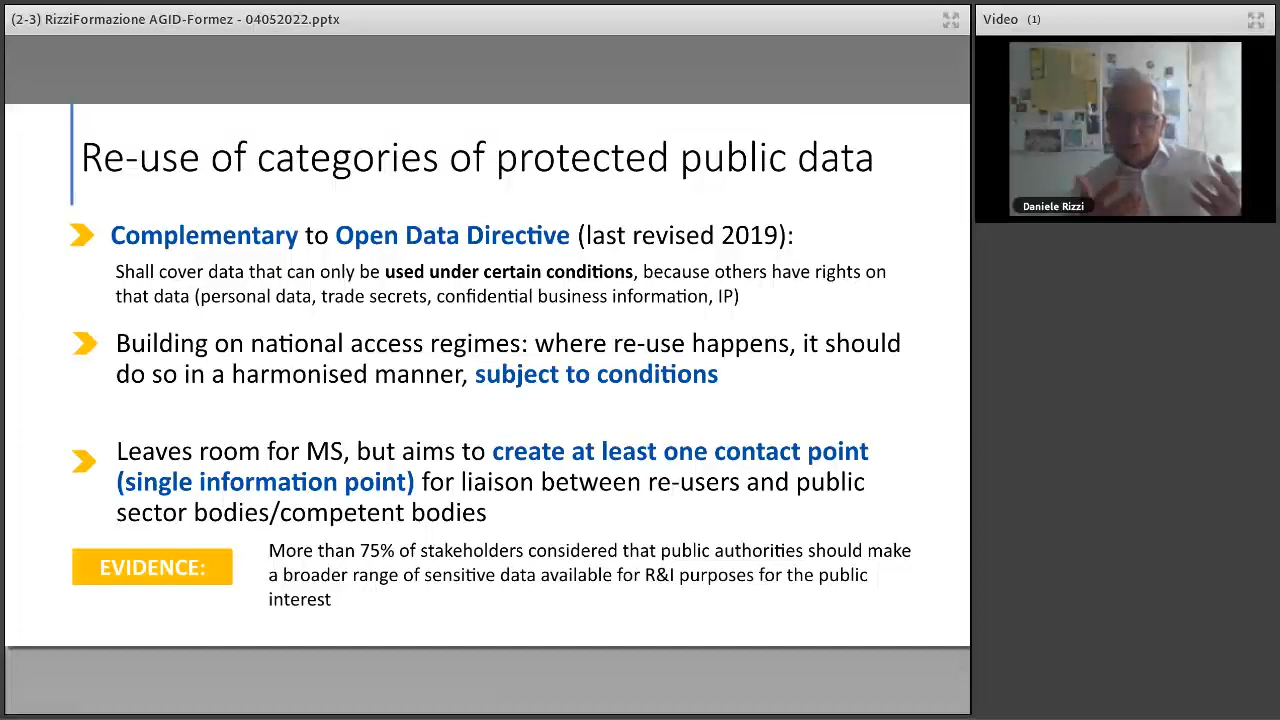 (2-3) RizziFormazione AGID-Formez - 04052022.pptx
Video (1)
Daniele Rizzi
Re-use of categories of protected public data
Complementary to Open Data Directive (last revised 2019):
Shall cover data that can only be used under certain conditions, because others have rights on
that data (personal data, trade secrets, confidential business information, IP)
Building on national access regimes: where re-use happens, it should
do so in a harmonised manner, subject to conditions
Leaves room for MS, but aims to create at least one contact point
(single information point) for liaison between re-users and public
sector bodies/competent bodies
EVIDENCE:
More than 75% of stakeholders considered that public authorities should make
a broader range of sensitive data available for R&I purposes for the public
interest